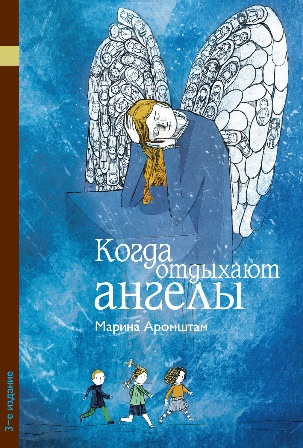 Когда
отдыхают
ангелы
Марина Аромштам
3-е издание